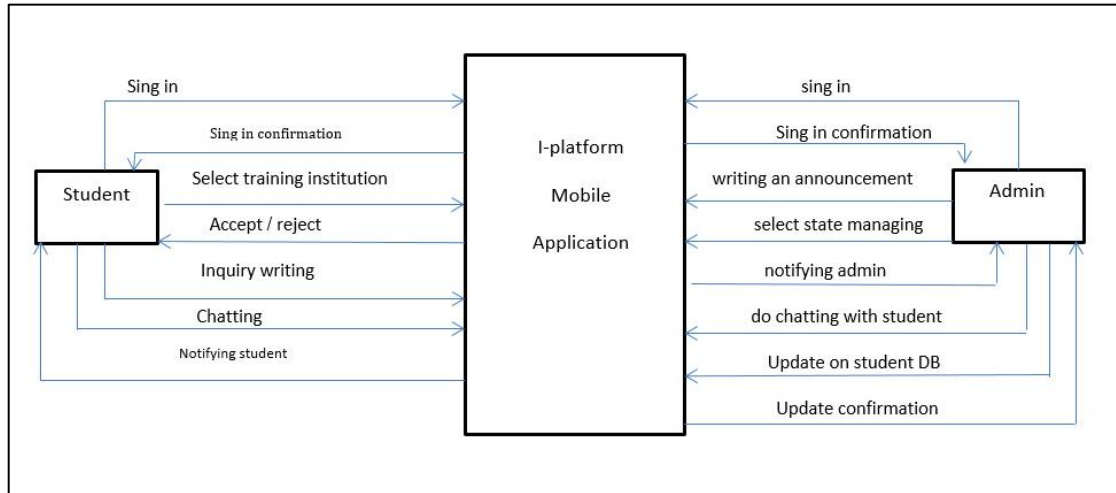 Sing in
Sing in confirmation
Student
Select training institution
Accept / reject
Inquiry writing
Chatting
Notifying student
I-platform
Mobile
Application
sing in
Sing in confirmation
writing an announcement
Admin
select state managing
notifying admin
do chatting with student
Update on student DB
Update confirmation